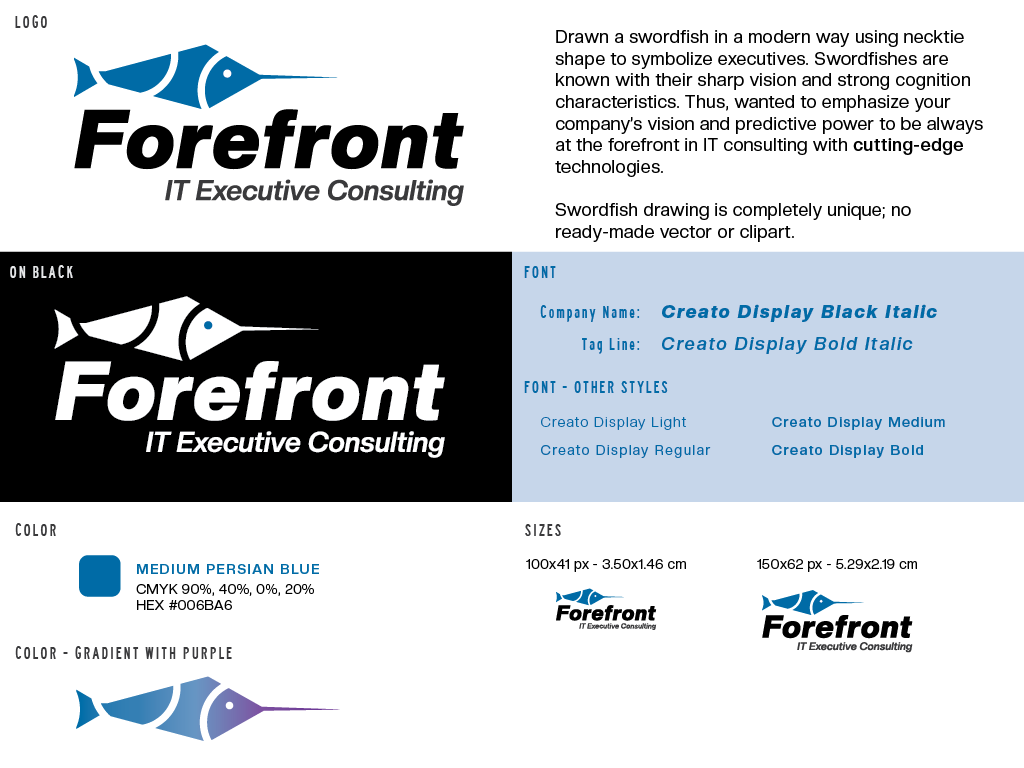 LOGO
Forefront
IT Executive Consulting
Drawn a swordfish in a modern way using necktie
shape to symbolize executives. Swordfishes are
known with their sharp vision and strong cognition
characteristics. Thus, wanted to emphasize your
company's vision and predictive power to be always
at the forefront in IT consulting with cutting-edge
technologies.
Swordfish drawing is completely unique; no
ready-made vector or clipart.
ON BLACK
Forefront
IT Executive Consulting
FONT
Company Name: Creato Display Black Italic
Tag Line: Creato Display Bold Italic
FONT - OTHER STYLES
Creato Display Light
Creato Display Medium
Creato Display Regular
Creato Display Bold
COLOR
MEDIUM PERSIAN BLUE
CMYK 90%, 40%, 0%, 20%
HEX #006BA6
COLOR - GRADIENT WITH PURPLE
SIZES
100x41 px - 3.50x1.46 cm
Forefront
IT Executive Consulting
150x62 px - 5.29x2.19 cm
Forefront
IT Executive Consulting